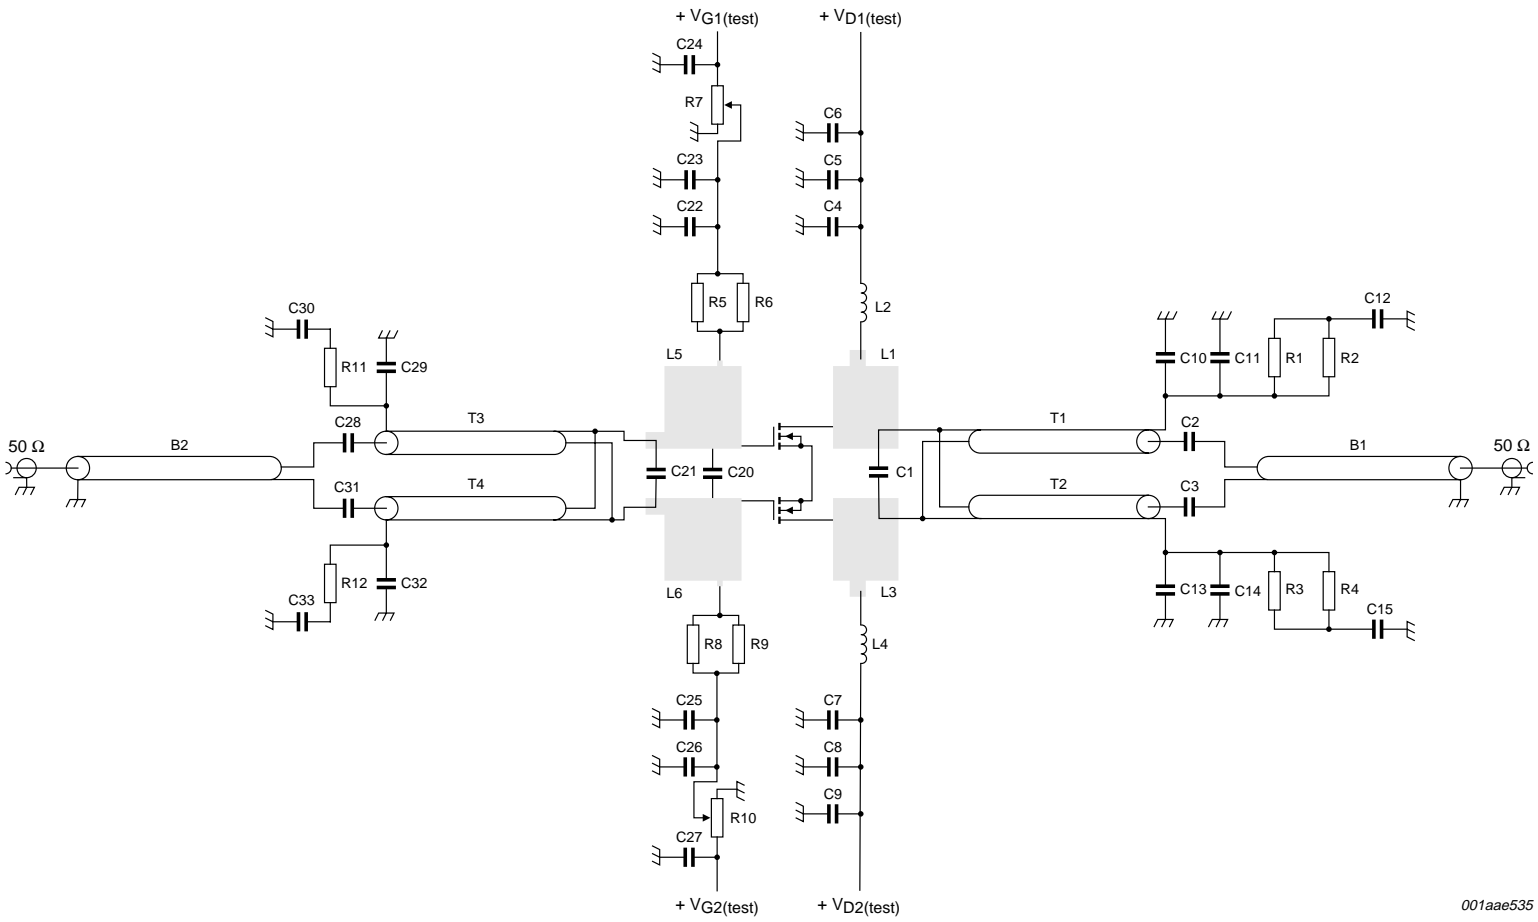 + VG1(test)
+ VD1(test)
C24
R7
C6
C23
C5
C22
C4
R5
R6
L2
C30
C12
R11
C29
C10
C11
R1
R2
L5
L1
T3
T1
C28
C2
50 Ω
B2
B1
50 Ω
C21
C20
C1
C31
T4
T2
C3
R12
C32
C33
L6
L3
C13
C14
R3
R4
C15
R8
R9
L4
C25
C7
C26
C8
C9
R10
C27
+ VG2(test)
+ VD2(test)